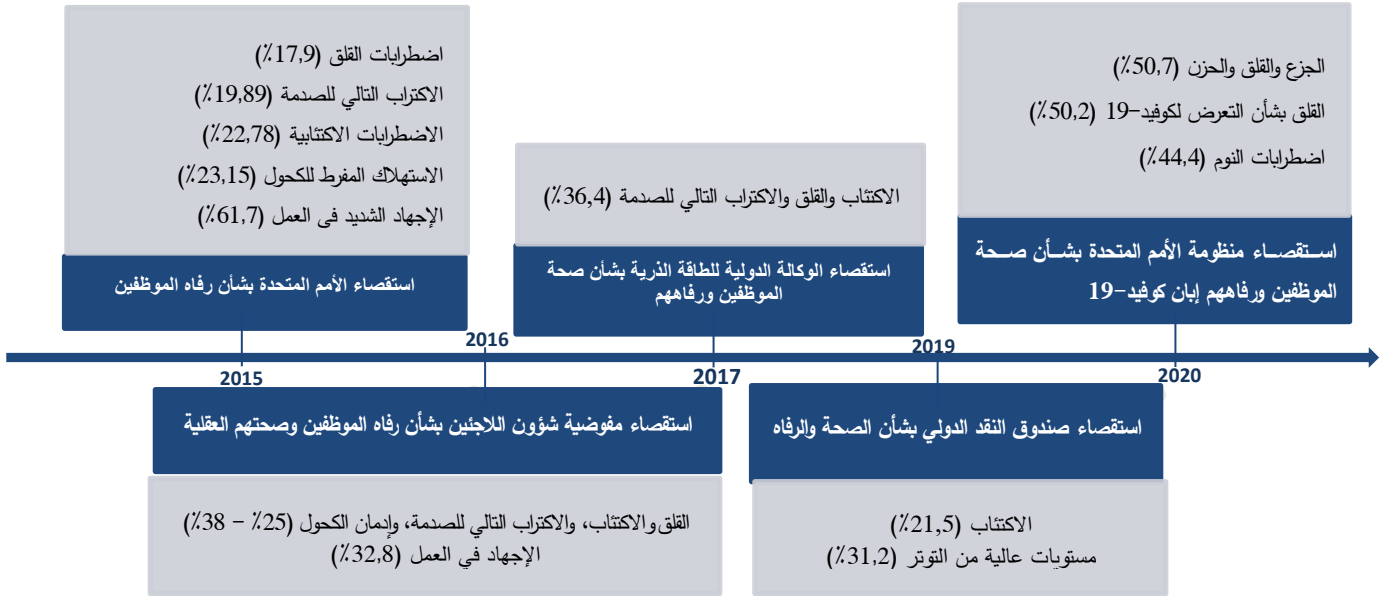 اضطرابات القلق (17,9٪)
الاكتراب التالي للصدمة (19,89٪)
الاضطرابات الاكتئابية (22,78٪)
الاستهلاك المفرط للكحول (23,15٪)
الإجهاد الشديد فى العمل (61,7٪)
استقصاء الأمم المتحدة بشأن رفاه الموظفين
2015
2016
استقصاء مفوضية شؤون اللاجئين بشأن رفاه الموظفين وصحتهم العقلية
القلق والاكتئاب، والاكتراب التالي للصدمة، وإدمان الكحول (25٪ – 38٪)
الإجهاد في العمل (32,8٪)
الاكتئاب والقلق والاكتراب التالي للصدمة (36,4٪)
استقصاء الوكالة الدولية للطاقة الذرية بشأن صحة
الموظفين ورفاههم
2017
2019
استقصاء صندوق النقد الدولي بشأن الصحة والرفاه
الاكتئاب (21,5٪)
مستويات عالية من التوتر (31,2٪)
الجزع والقلق والحزن (50,7٪)
القلق بشأن التعرض لكوفيد-19 (50,2٪)
اضطرابات النوم (44,4٪)
استقصاء منظومة الأمم المتحدة بشأن صحة
الموظفين ورفاههم إبان كوفيد-19
2020